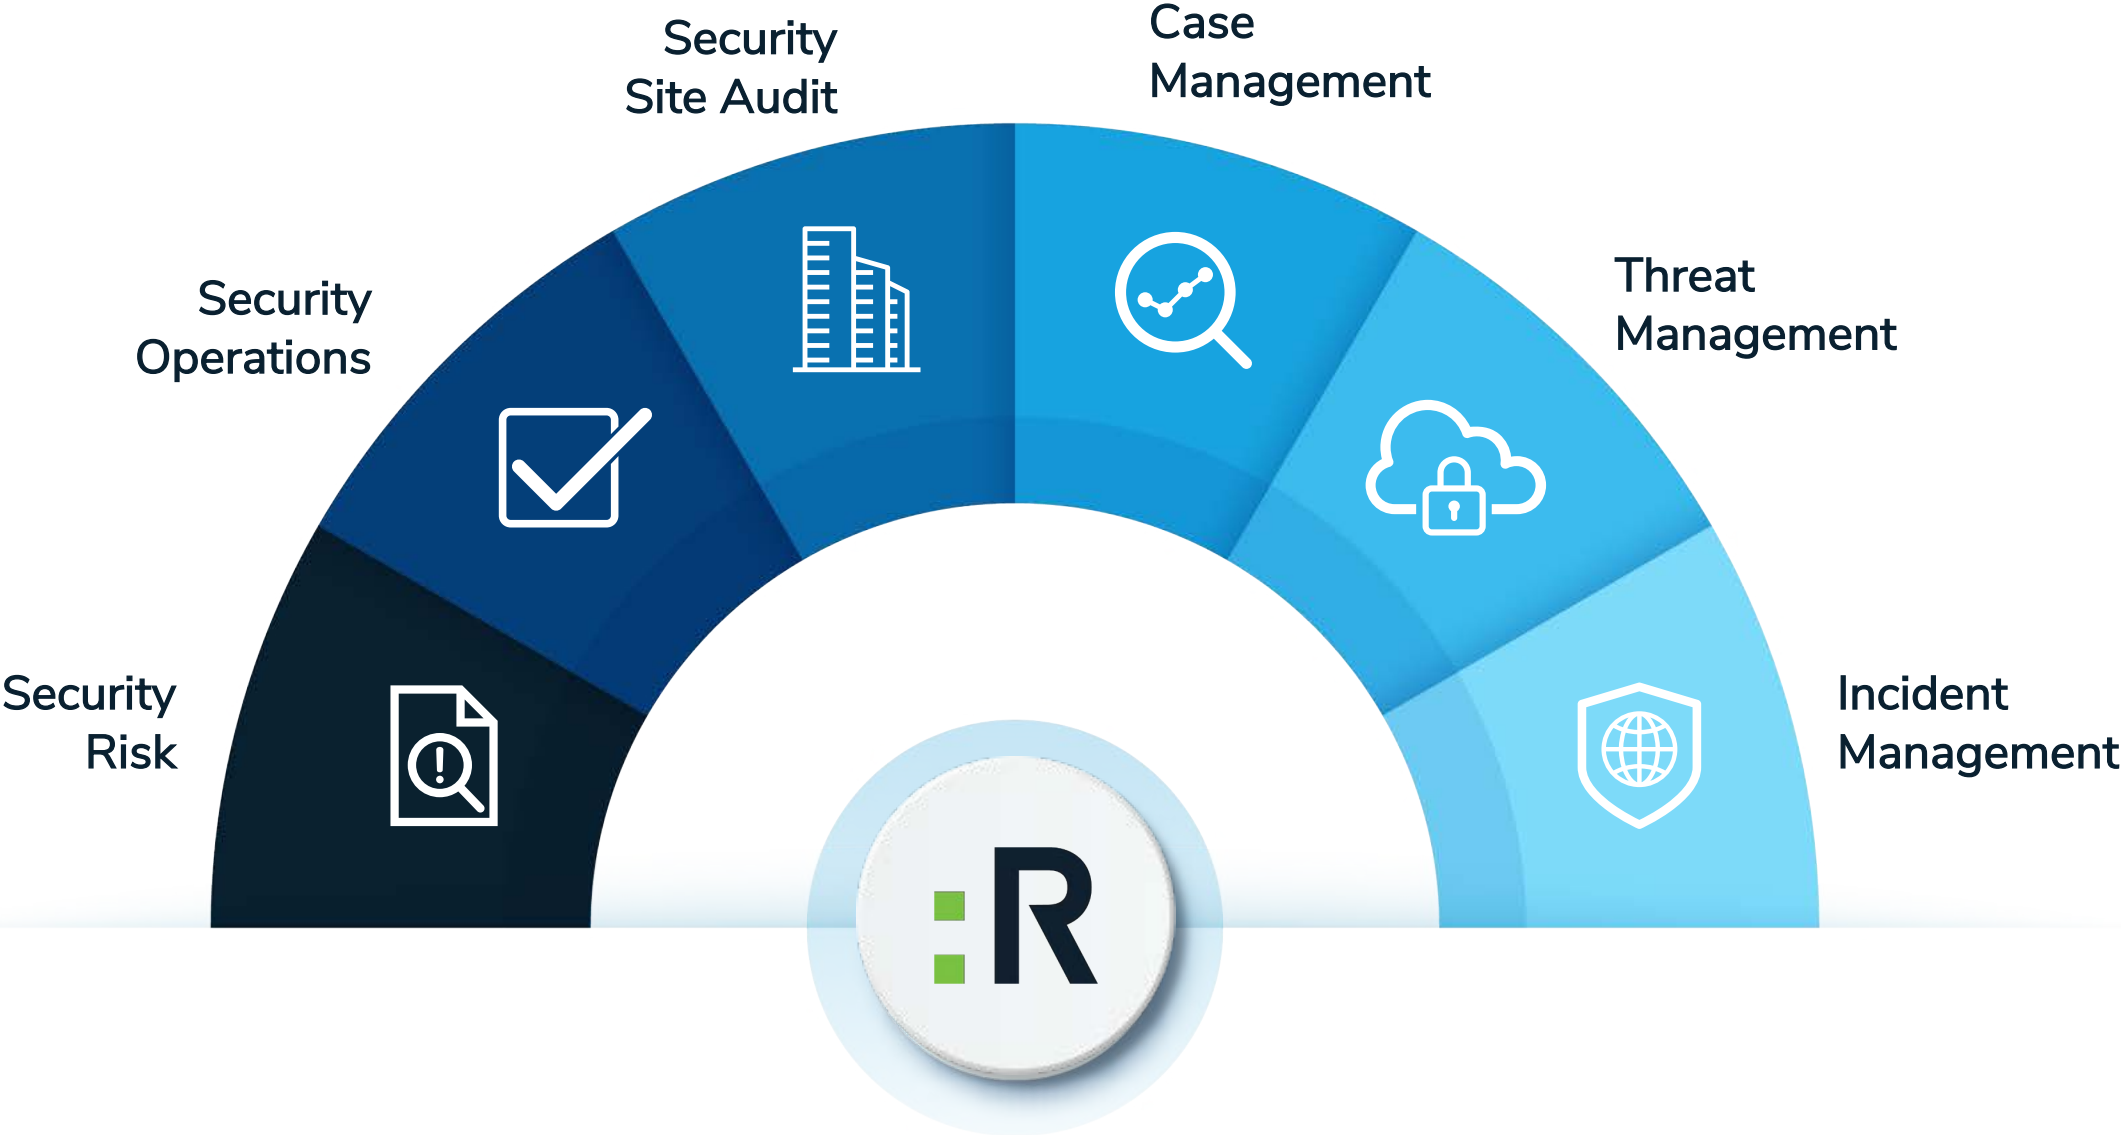 Security
Risk
Security
Operations
Security
Site Audit
Case
Management
Threat
Management
Incident
Management
:R